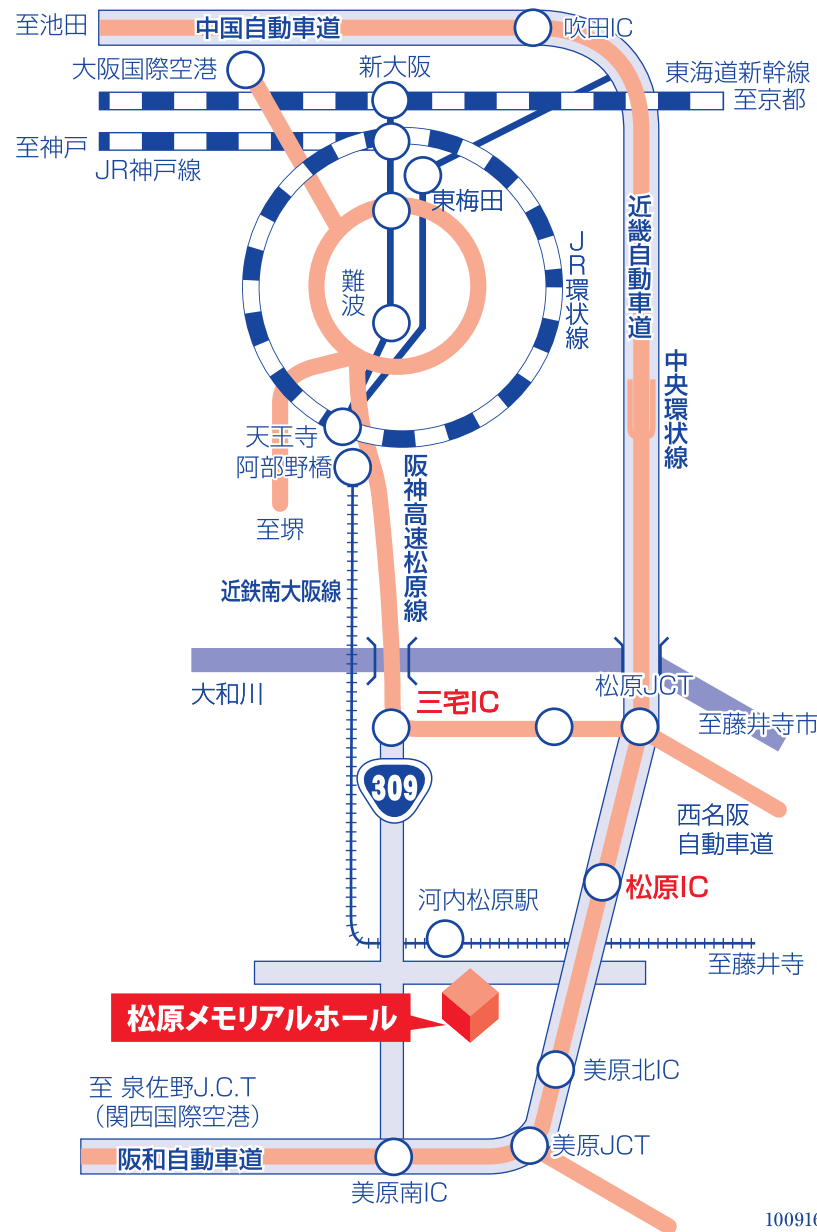 至池田
中国自動車道
吹田IC
大阪国際空港
新大阪
東海道新幹線
至京都
至神戸
JR神戸線
東梅田
近畿自動車道
JR環状線
難波
中央環状線
天王寺
阿部野橋
阪神高速松原線
至堺
近鉄南大阪線
大和川
松原JCT
三宅IC
至藤井寺市
309
西名阪
自動車道
松原IC
河内松原駅
至藤井寺
松原メモリアルホール
美原北IC
至 泉佐野J.C.T
（関西国際空港）
阪和自動車道
美原JCT
美原南IC
100916